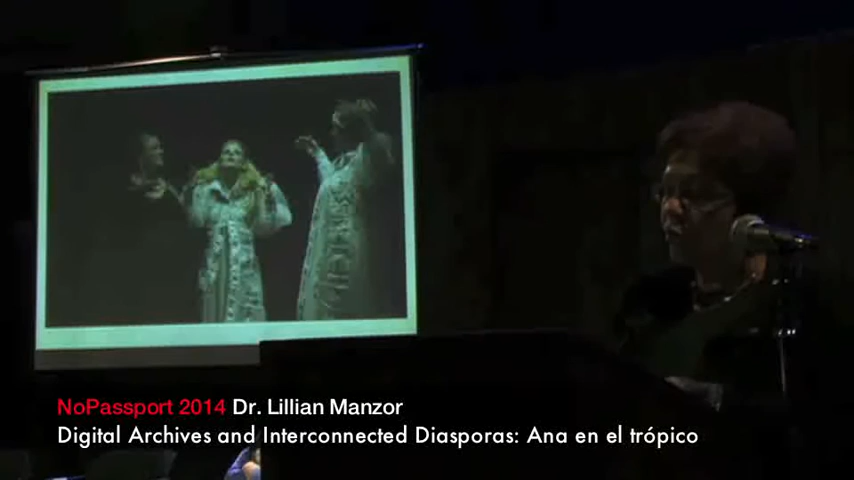 NoPassport 2014 Dr. Lillian Manzor
Digital Archives and Interconnected Diasporas: Ana en el trópico